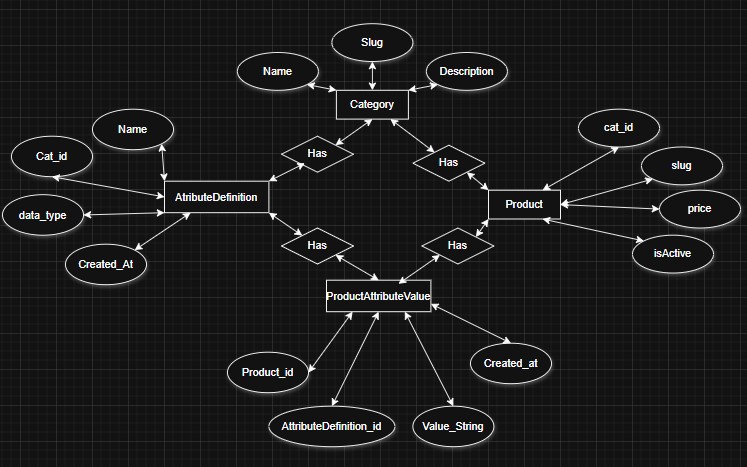 Slug
Name
Description
Category
Name
cat_id
Cat_id
Has
Has
slug
AtributeDefinition
Product
price
data_type
Has
Has
isActive
Created_At
ProductAttributeValue
Product_id
Created_at
AttributeDefinition_id
Value_String